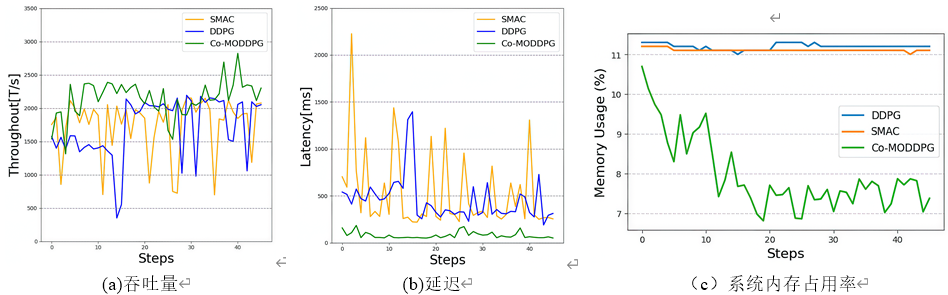 3500
3000
2500
2000
1500
1000
500
0
Throughout[T/s]
SMAC
DDPG
Co-MODDPG
0
10
20
30
40
Steps
(a)吞吐量
2500
2000
1500
1000
500
0
Latency[ms]
SMAC
DDPG
Co-MODDPG
0
10
20
30
40
Steps
(b)延迟
11
10
9
8
7
Memory Usage (%)
DDPG
SMAC
Co-MODDPG
0
10
20
30
40
Steps
（c）系统内存占用率